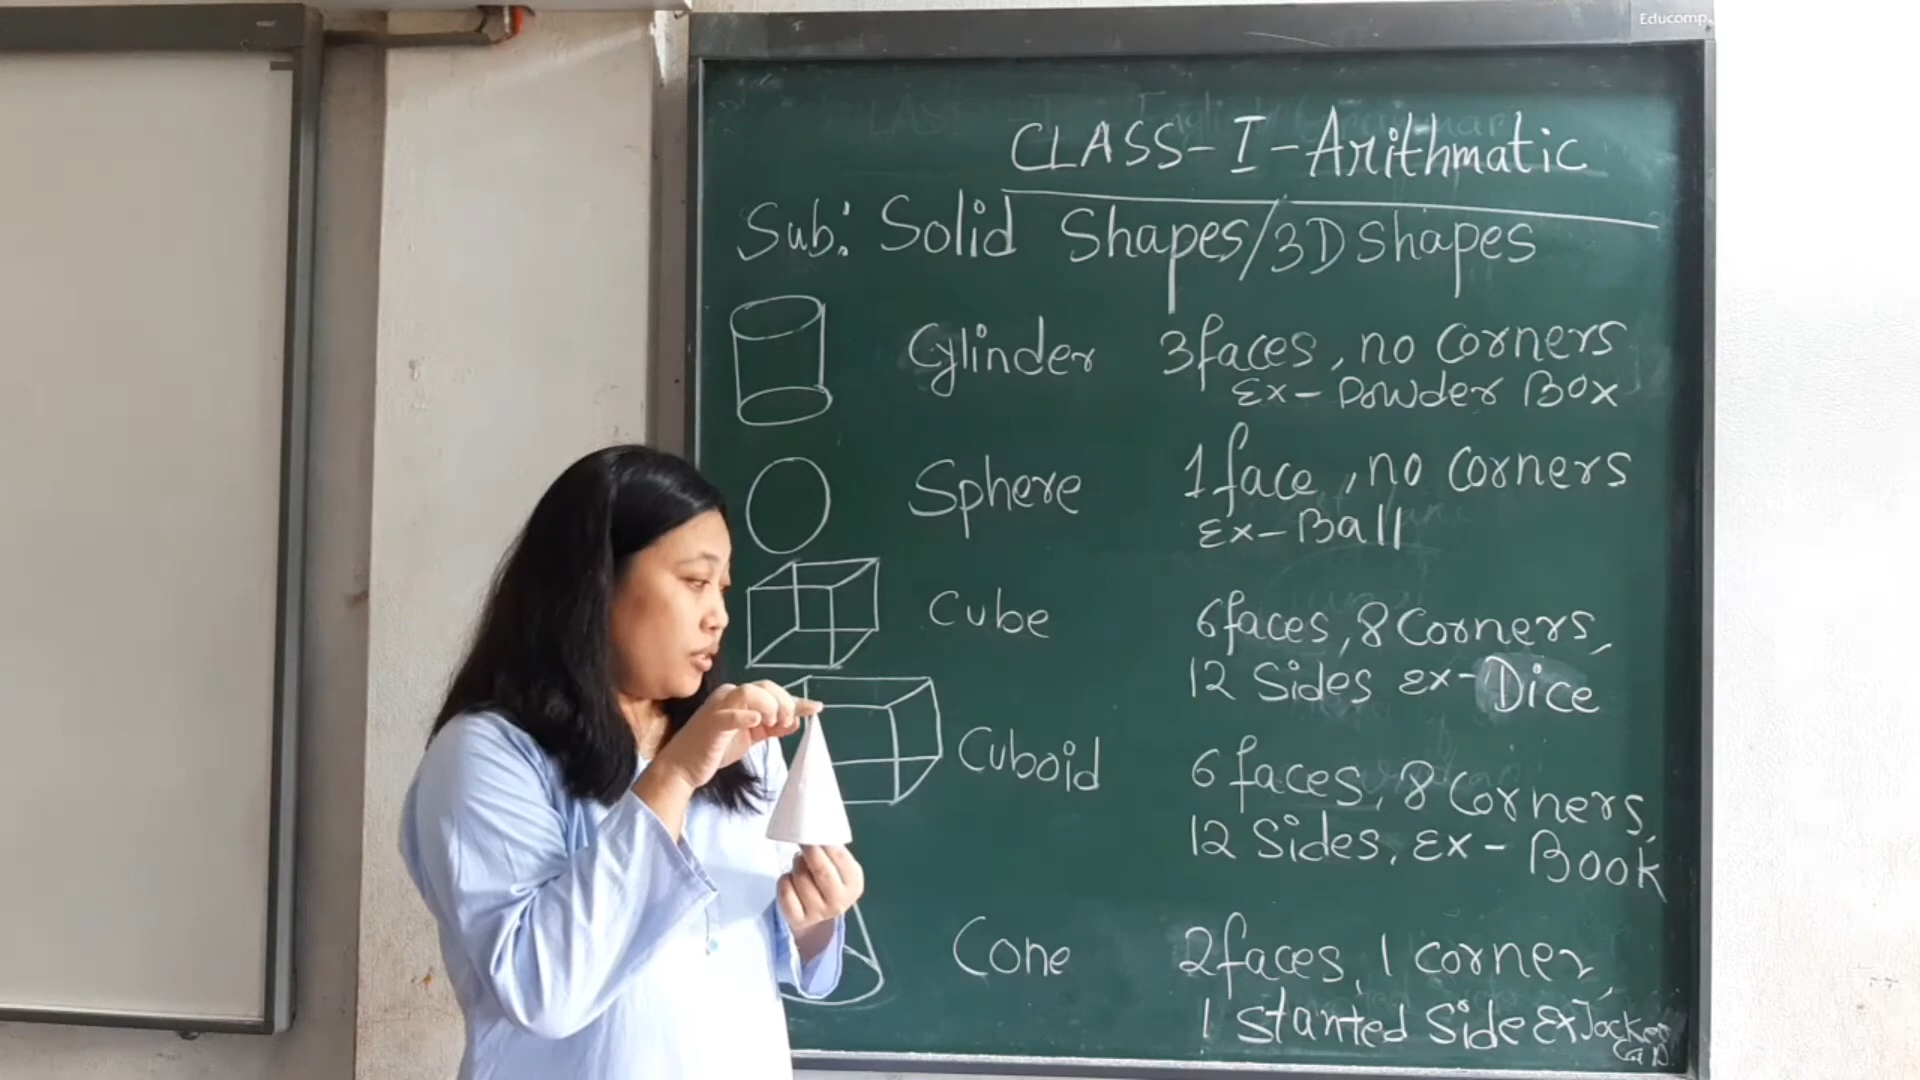 Educomp
CLASS-I-Arithmatic
Sub: Solid Shapes/3D Shapes
Cylinder 3 faces, no corners
Ex- Powder Box
Sphere 1 face, no corners
Ex- Ball
Cube 6 faces, 8 corners,
12 Sides ex- Dice
Cuboid 6 faces, 8 corners,
12 Sides, Ex- Book
Cone 2 faces, 1 corner,
1 Stanted Side Ex Jocker
Cap.